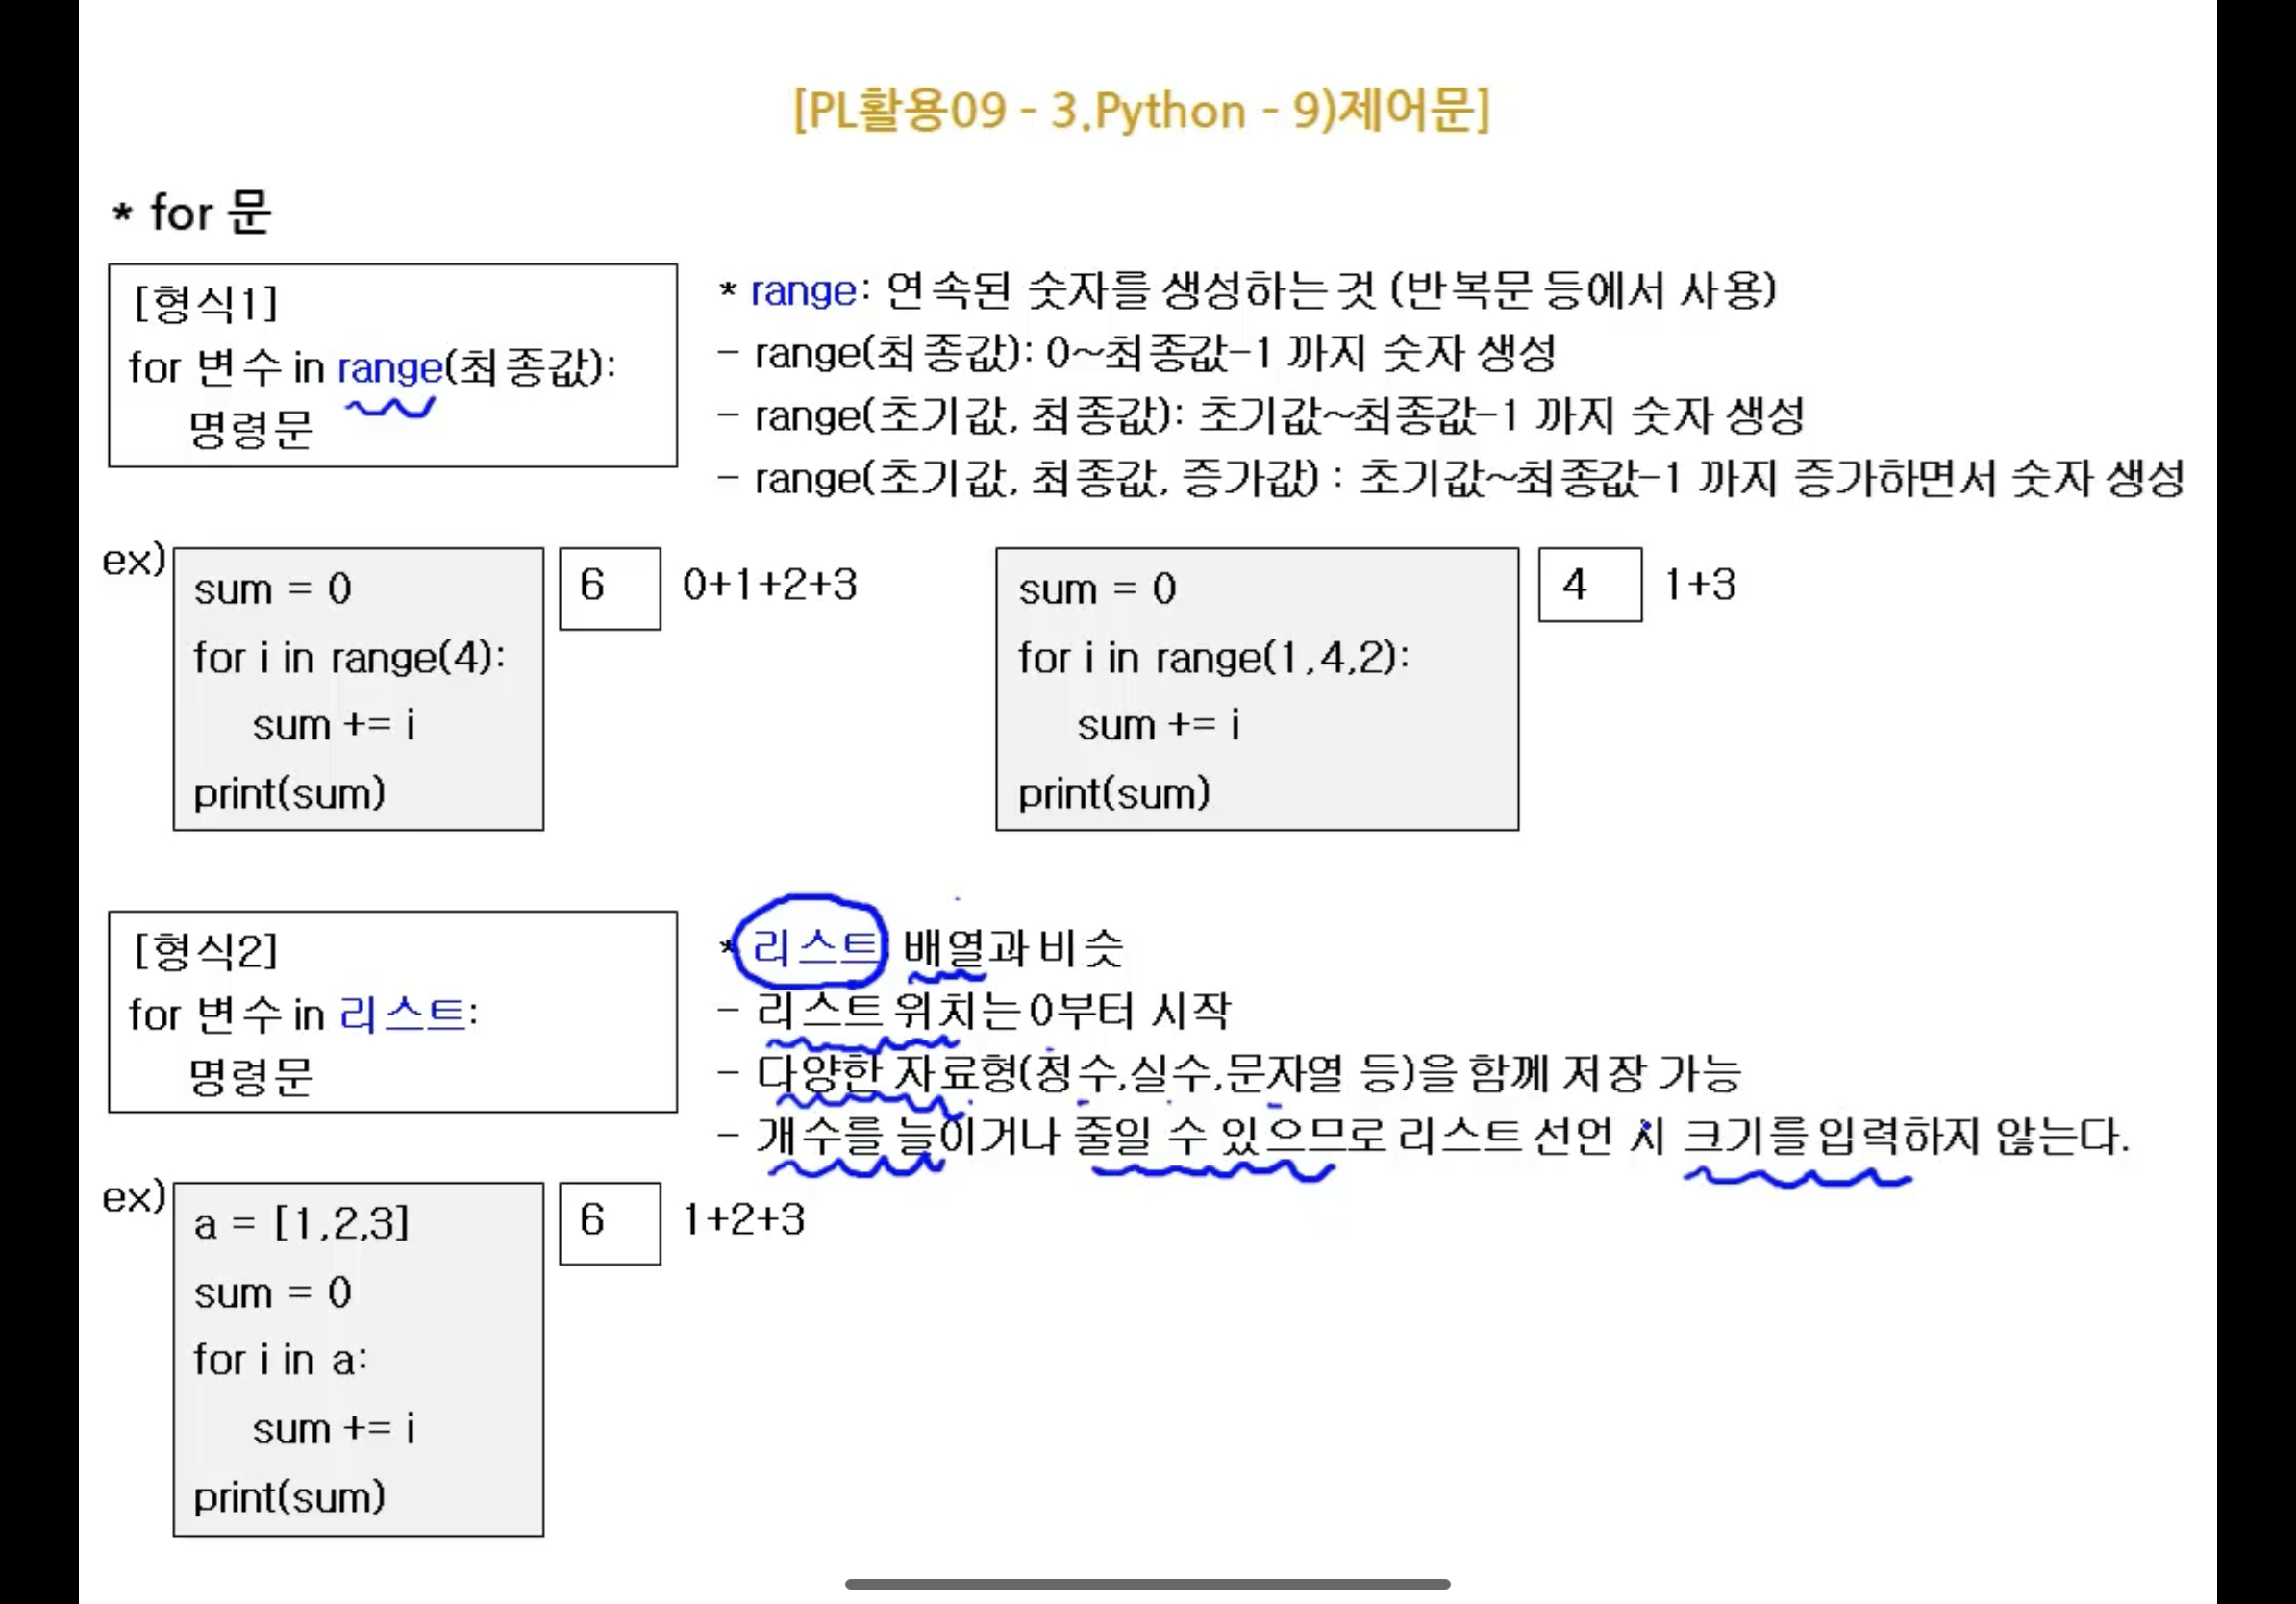 [PL활용09 - 3.Python - 9)제어문]
* for 문
[형식1]
for 변수 in range(최종값):
명령문
* range: 연속된 숫자를 생성하는 것 (반복문 등에서 사용)
- range(최종값): 0~최종값-1 까지 숫자 생성
- range(초기값, 최종값): 초기값~최종값-1 까지 숫자 생성
- range(초기값, 최종값, 증가값) : 초기값~최종값-1 까지 증가하면서 숫자 생성
ex)
sum = 0
for i in range(4):
sum += i
print(sum)
6
0+1+2+3
sum = 0
for i in range(1,4,2):
sum += i
print(sum)
4
1+3
[형식2]
for 변수 in 리스트:
명령문
* 리스트 배열과 비슷
- 리스트 위치는 0부터 시작
- 다양한 자료형(정수,실수,문자열 등)을 함께 저장 가능
- 개수를 늘이거나 줄일 수 있으므로 리스트 선언 시 크기를 입력하지 않는다.
ex)
a = [1,2,3]
sum = 0
for i in a:
sum += i
print(sum)
6
1+2+3